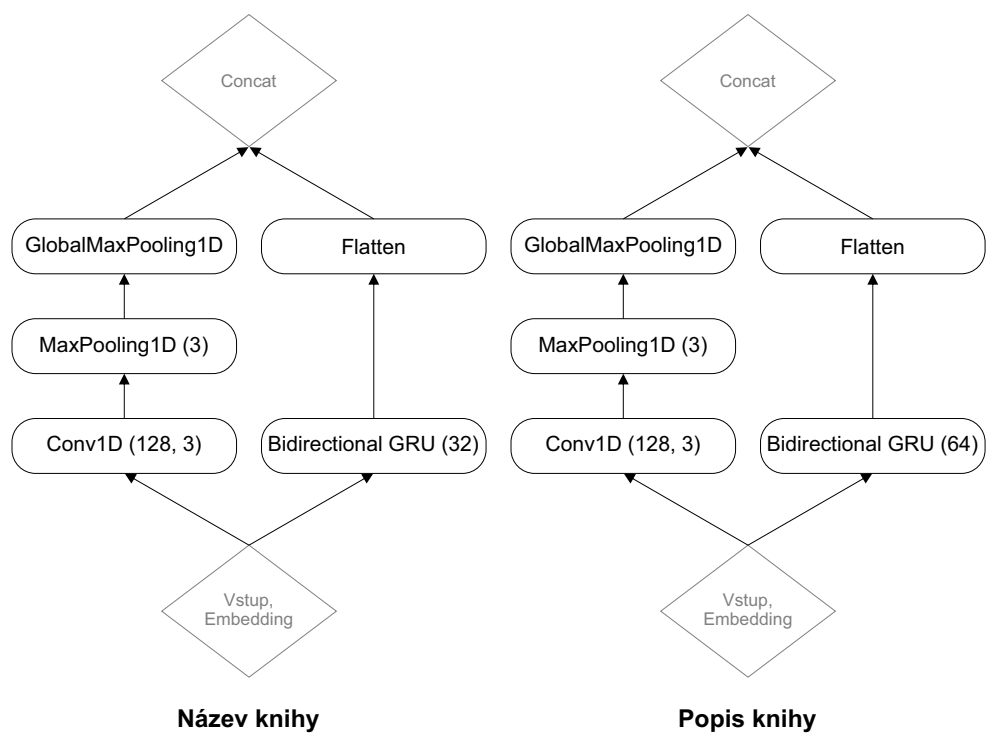 Concat
GlobalMaxPooling1D
Flatten
MaxPooling1D (3)
Conv1D (128, 3)
Bidirectional GRU (32)
Vstup,
Embedding
Název knihy
Concat
GlobalMaxPooling1D
Flatten
MaxPooling1D (3)
Conv1D (128, 3)
Bidirectional GRU (64)
Vstup,
Embedding
Popis knihy